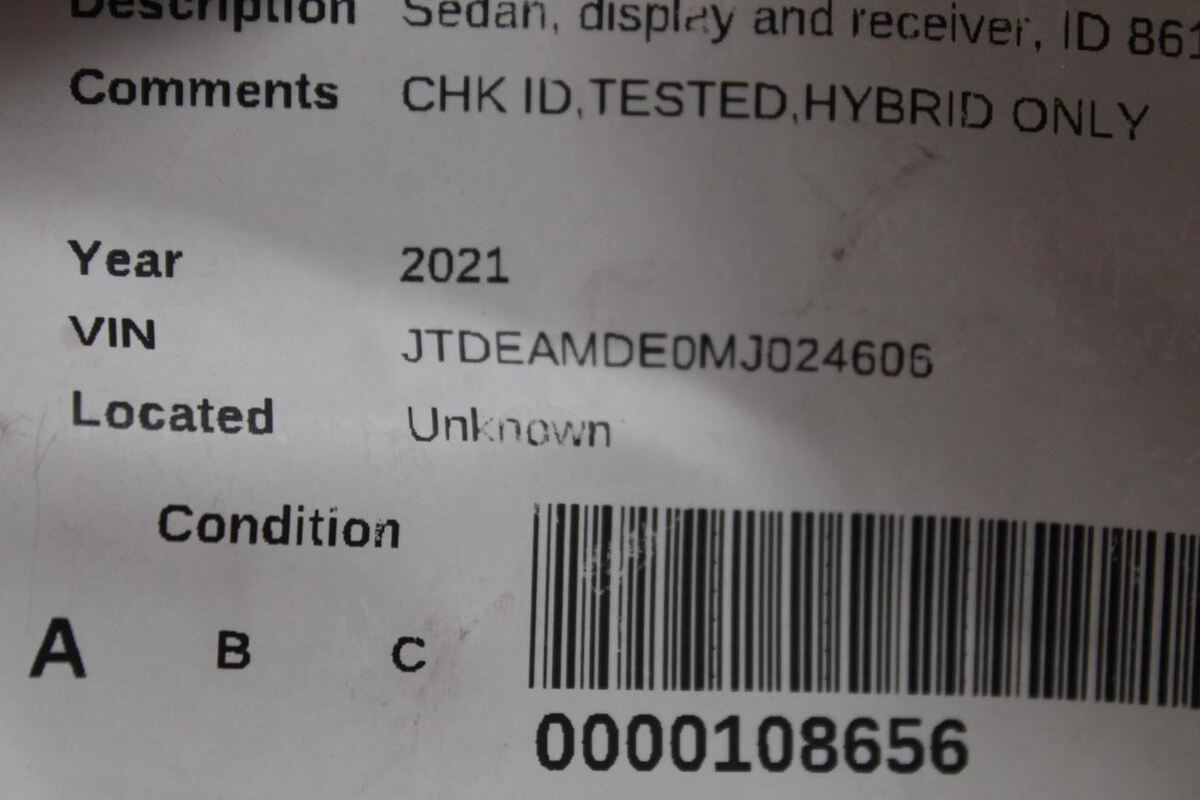 Description Sedan, display and receiver, ID 861
Comments CHK ID,TESTED,HYBRID ONLY
Year 2021
VIN JTDEAMDE0MJ024606
Located Unknown
Condition
A B C
0000108656